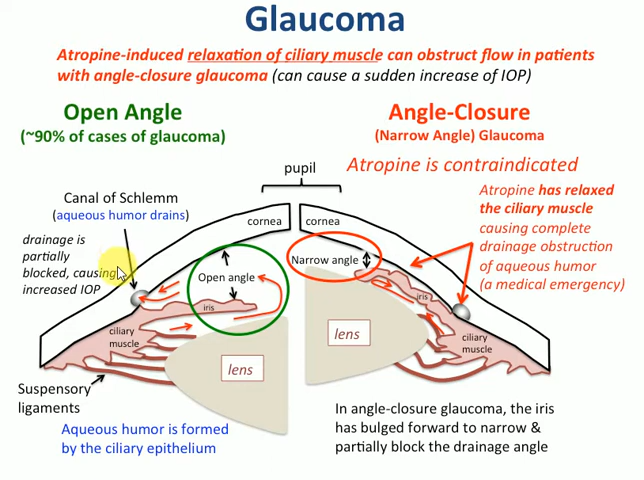 Glaucoma
Atropine-induced relaxation of ciliary muscle can obstruct flow in patients
with angle-closure glaucoma (can cause a sudden increase of IOP)
Open Angle
(~90% of cases of glaucoma)
Angle-Closure
(Narrow Angle) Glaucoma
pupil
Atropine is contraindicated
Canal of Schlemm
(aqueous humor drains)
Atropine has relaxed
the ciliary muscle
causing complete
drainage obstruction
of aqueous humor
(a medical emergency)
cornea
cornea
drainage is
partially
blocked, causing
increased IOP
Open angle
Narrow angle
iris
iris
ciliary
muscle
ciliary
muscle
lens
lens
Suspensory
ligaments
Aqueous humor is formed
by the ciliary epithelium
In angle-closure glaucoma, the iris
has bulged forward to narrow &
partially block the drainage angle